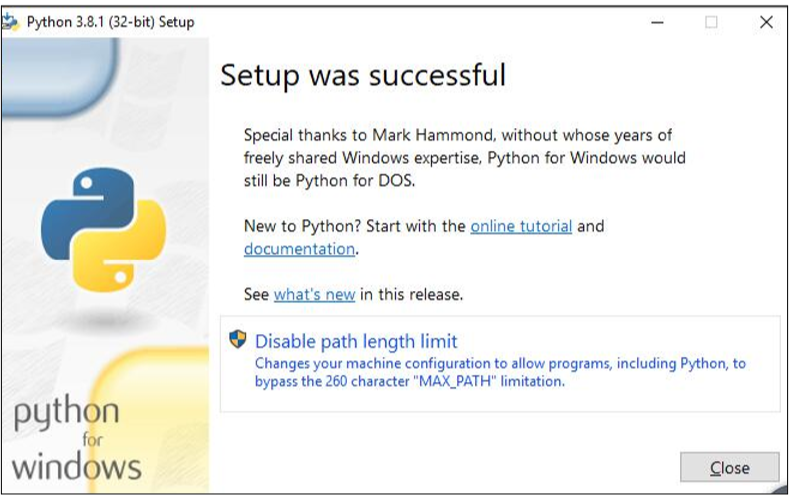 Python 3.8.1 (32-bit) Setup
Setup was successful
Special thanks to Mark Hammond, without whose years of
freely shared Windows expertise, Python for Windows would
still be Python for DOS.
New to Python? Start with the online tutorial and
documentation.
See what's new in this release.
Disable path length limit
Changes your machine configuration to allow programs, including Python, to
bypass the 260 character "MAX_PATH" limitation.
python
for
windows
Close